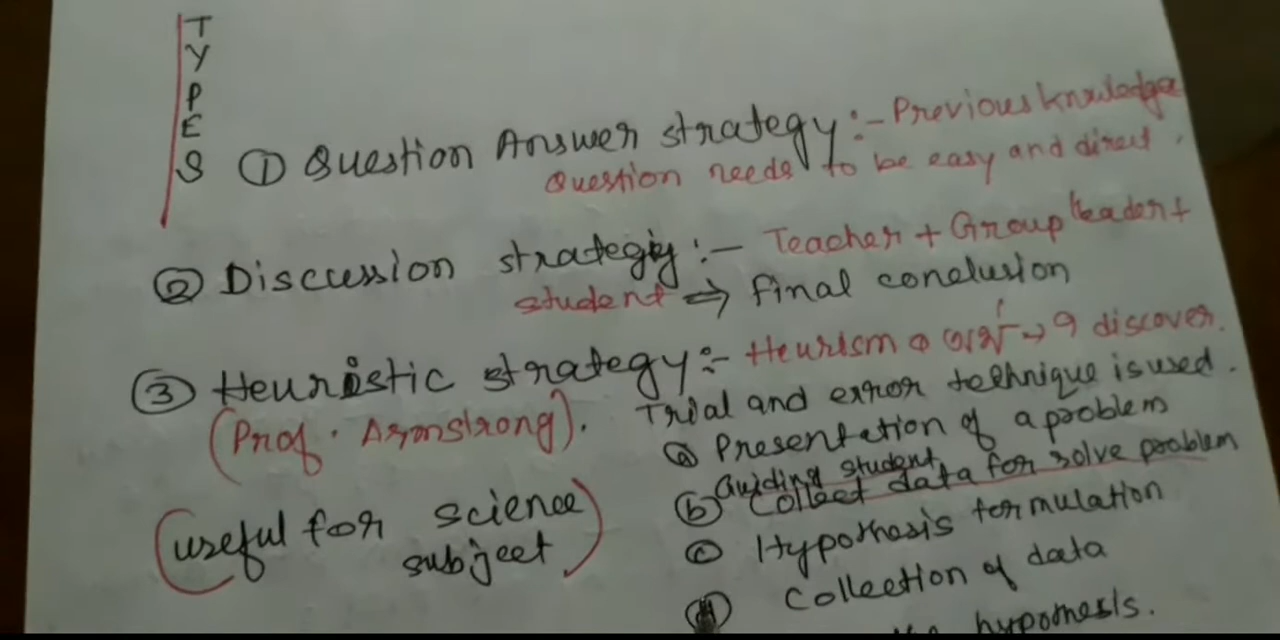 TYPES
① Question Answer strategy :- Previous knowledge
Question needs to be easy and direct.
② Discussion strategy :- Teacher + Group leader +
student ⇒ final conclusion
③ Heuristic strategy :- Heurism → I discover.
(Prof. Armstrong). Trial and error technique is used.
ⓐ Presentation of a problem
Guiding student
ⓑ Collect data for solve problem
(useful for science
subject)
ⓒ Hypothesis formulation
ⓓ Collection of data
hypothesis.